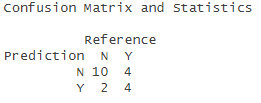 Confusion Matrix and Statistics
Reference
Prediction N Y
N 10 4
Y 2 4